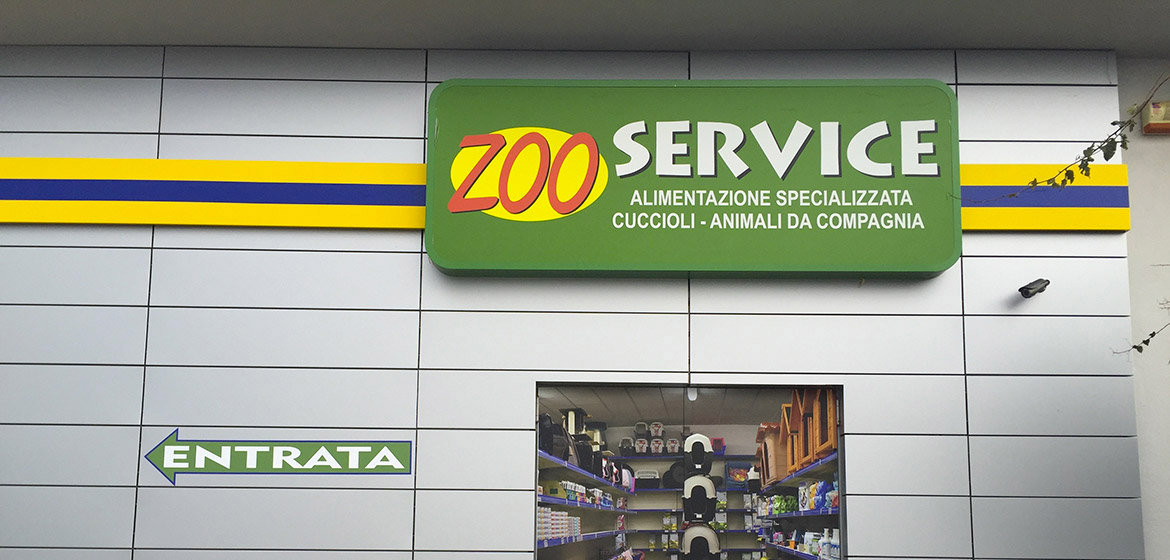 ZOO SERVICE
ALIMENTAZIONE SPECIALIZZATA
CUCCIOLI - ANIMALI DA COMPAGNIA
ENTRATA